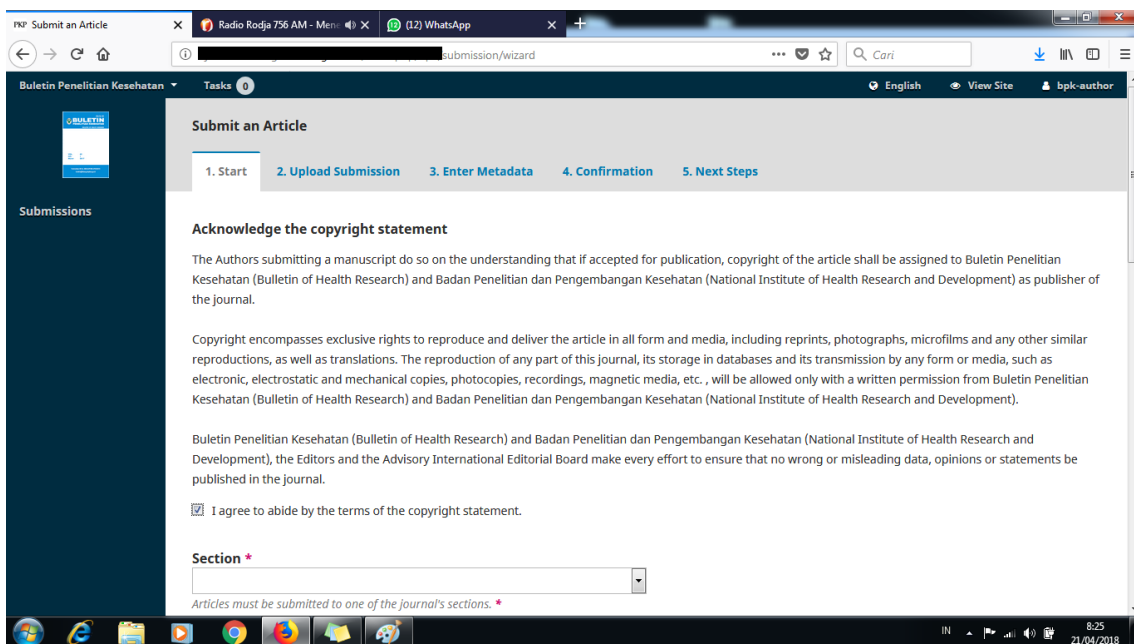 PKP Submit an Article
Radio Rodja 756 AM - Mene
(12) WhatsApp
submission/wizard
Cari
Buletin Penelitian Kesehatan
Tasks 0
English
View Site
bpk-author
BULETIN
Submissions
Submit an Article
1. Start
2. Upload Submission
3. Enter Metadata
4. Confirmation
5. Next Steps
Acknowledge the copyright statement
The Authors submitting a manuscript do so on the understanding that if accepted for publication, copyright of the article shall be assigned to Buletin Penelitian
Kesehatan (Bulletin of Health Research) and Badan Penelitian dan Pengembangan Kesehatan (National Institute of Health Research and Development) as publisher of
the journal.
Copyright encompasses exclusive rights to reproduce and deliver the article in all form and media, including reprints, photographs, microfilms and any other similar
reproductions, as well as translations. The reproduction of any part of this journal, its storage in databases and its transmission by any form or media, such as
electronic, electrostatic and mechanical copies, photocopies, recordings, magnetic media, etc. , will be allowed only with a written permission from Buletin Penelitian
Kesehatan (Bulletin of Health Research) and Badan Penelitian dan Pengembangan Kesehatan (National Institute of Health Research and Development).
Buletin Penelitian Kesehatan (Bulletin of Health Research) and Badan Penelitian dan Pengembangan Kesehatan (National Institute of Health Research and
Development), the Editors and the Advisory International Editorial Board make every effort to ensure that no wrong or misleading data, opinions or statements be
published in the journal.
I agree to abide by the terms of the copyright statement.
Section *
Articles must be submitted to one of the journal's sections. *
IN
8:25
21/04/2018